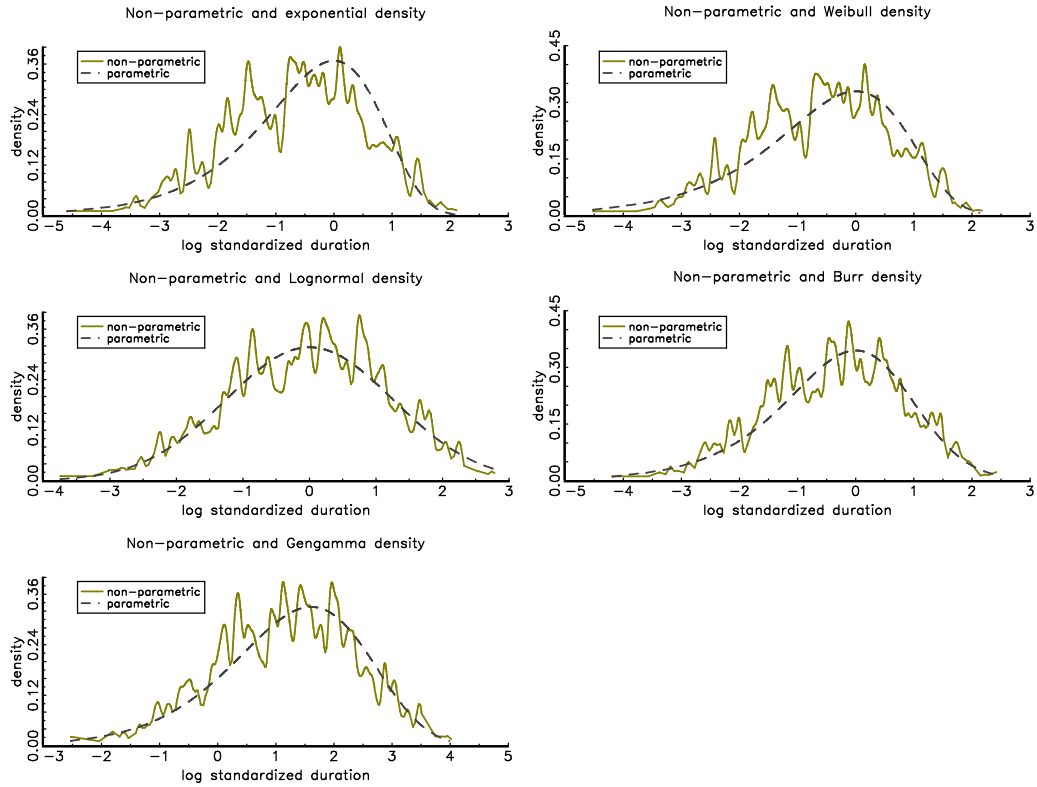 Non-parametric and exponential density
non-parametric
parametric
density
0.00 0.12 0.24 0.36
-5 -4 -3 -2 -1 0 1 2 3
log standardized duration
Non-parametric and Weibull density
non-parametric
parametric
density
0.00 0.15 0.30 0.45
-5 -4 -3 -2 -1 0 1 2 3
log standardized duration
Non-parametric and Lognormal density
non-parametric
parametric
density
0.00 0.12 0.24 0.36
-4 -3 -2 -1 0 1 2 3
log standardized duration
Non-parametric and Burr density
non-parametric
parametric
density
0.00 0.15 0.30 0.45
-5 -4 -3 -2 -1 0 1 2 3
log standardized duration
Non-parametric and Gengamma density
non-parametric
parametric
density
0.00 0.12 0.24 0.36
-3 -2 -1 0 1 2 3 4 5
log standardized duration